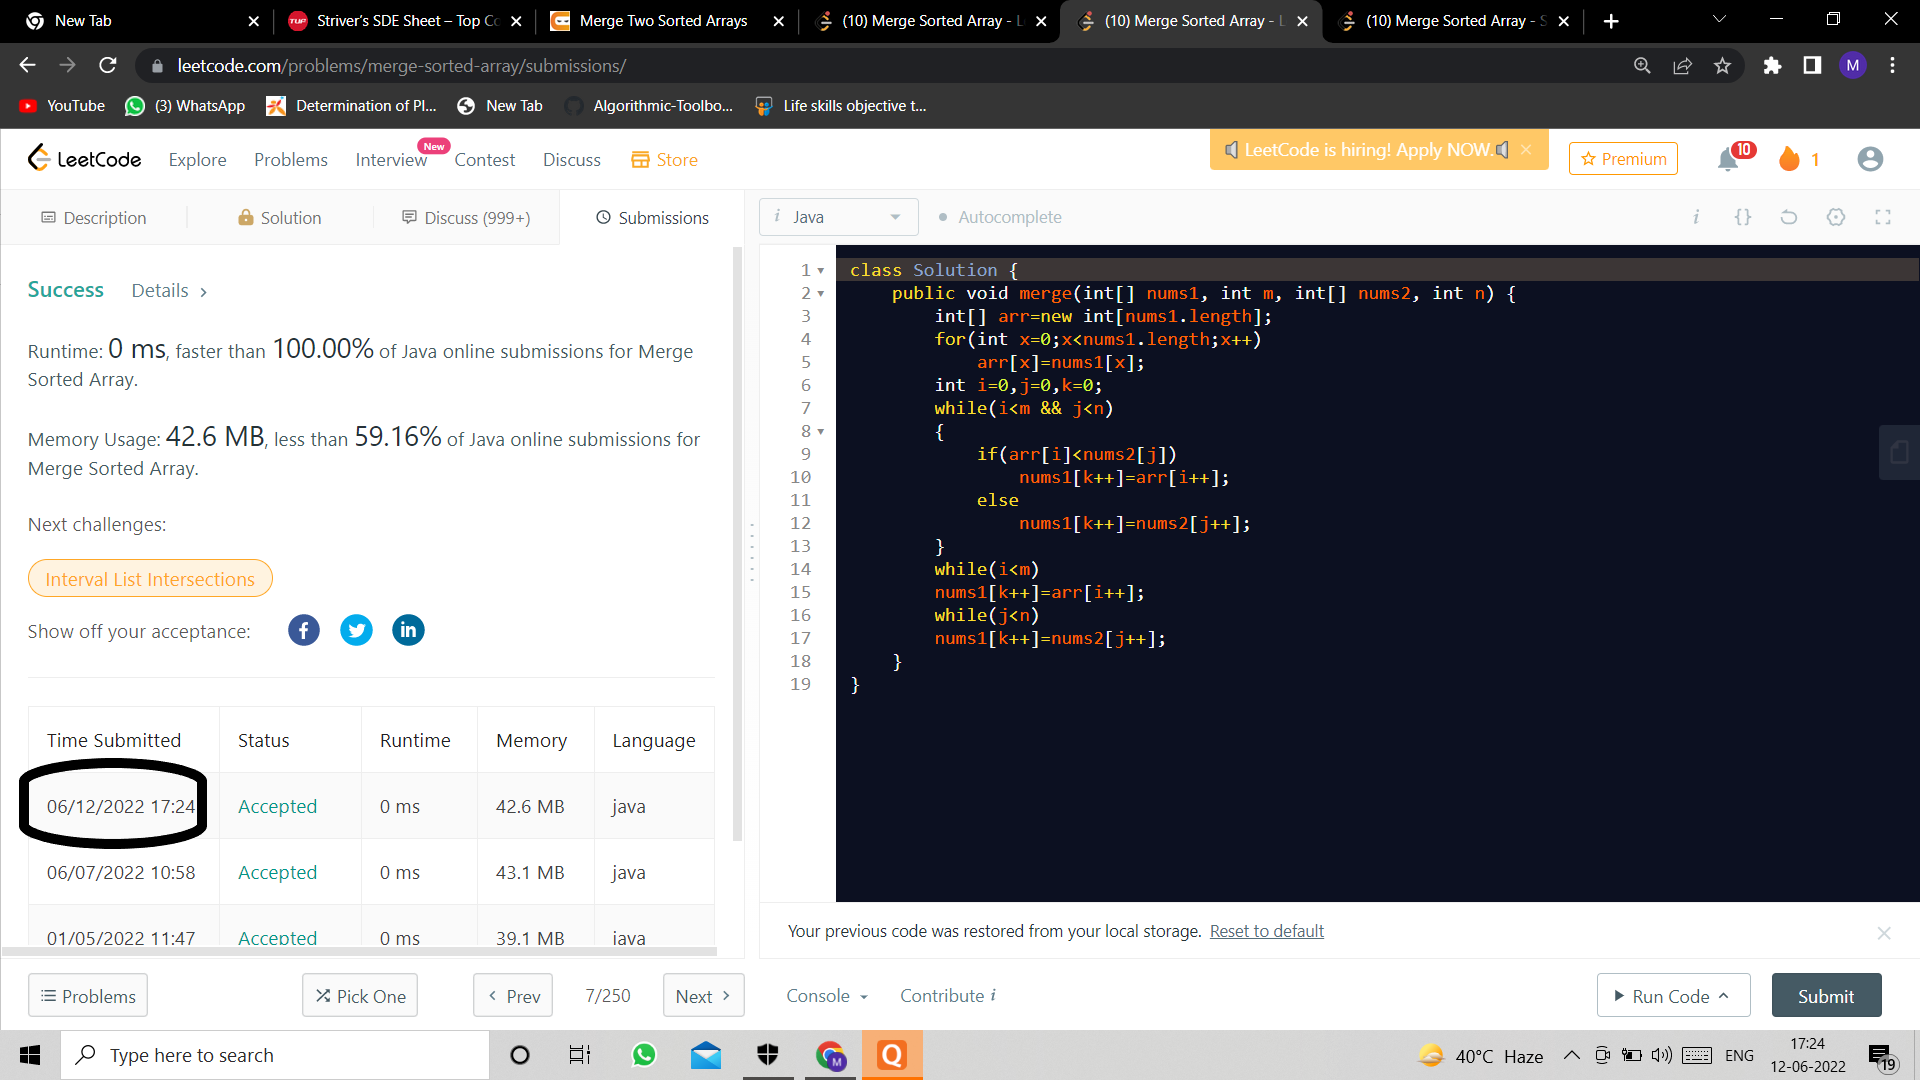 New Tab
Striver's SDE Sheet – Top Co
Merge Two Sorted Arrays
(10) Merge Sorted Array - L
(10) Merge Sorted Array - L
(10) Merge Sorted Array - S
leetcode.com/problems/merge-sorted-array/submissions/
M
YouTube
(3) WhatsApp
Determination of Pl...
New Tab
Algorithmic-Toolbo...
Life skills objective t...
LeetCode
Explore
Problems
Interview
New
Contest
Discuss
Store
LeetCode is hiring! Apply NOW.
Premium
10
1
Description
Solution
Discuss (999+)
Submissions
i Java
Autocomplete
i {}
Success
Details
Runtime: 0 ms, faster than 100.00% of Java online submissions for Merge
Sorted Array.
Memory Usage: 42.6 MB, less than 59.16% of Java online submissions for
Merge Sorted Array.
Next challenges:
Interval List Intersections
Show off your acceptance:
Time Submitted Status Runtime Memory Language
06/12/2022 17:24 Accepted 0 ms 42.6 MB java
06/07/2022 10:58 Accepted 0 ms 43.1 MB java
01/05/2022 11:47 Accepted 0 ms 39.1 MB java
1 class Solution {
2 public void merge(int[] nums1, int m, int[] nums2, int n) {
3 int[] arr=new int[nums1.length];
4 for(int x=0;x<nums1.length;x++)
5 arr[x]=nums1[x];
6 int i=0,j=0,k=0;
7 while(i<m && j<n)
8 {
9 if(arr[i]<nums2[j])
10 nums1[k++]=arr[i++];
11 else
12 nums1[k++]=nums2[j++];
13 }
14 while(i<m)
15 nums1[k++]=arr[i++];
16 while(j<n)
17 nums1[k++]=nums2[j++];
18 }
19 }
Your previous code was restored from your local storage. Reset to default
Problems
Pick One
Prev
7/250
Next
Console
Contribute i
Run Code
Submit
Type here to search
40°C Haze
ENG
17:24
12-06-2022
19